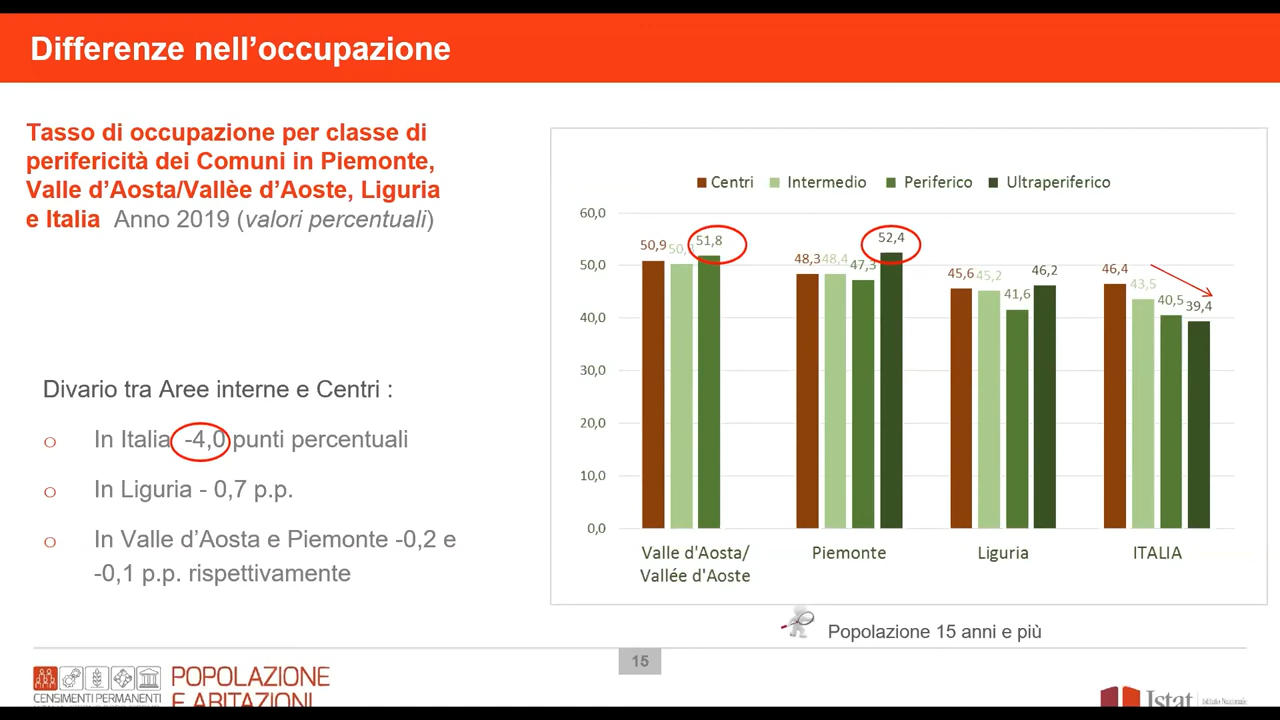 Differenze nell’occupazione
Tasso di occupazione per classe di
perifericità dei Comuni in Piemonte,
Valle d’Aosta/Vallèe d’Aoste, Liguria
e Italia Anno 2019 (valori percentuali)
Divario tra Aree interne e Centri :
o In Italia -4,0 punti percentuali
o In Liguria - 0,7 p.p.
o In Valle d’Aosta e Piemonte -0,2 e
-0,1 p.p. rispettivamente
Centri Intermedio Periferico Ultraperiferico
60,0
50,0
40,0
30,0
20,0
10,0
0,0
50,9 51,8
48,3 48,4 47,3 52,4
45,6 45,2 41,6 46,2
46,4 43,5 40,5 39,4
Valle d'Aosta/
Vallée d'Aoste
Piemonte
Liguria
ITALIA
Popolazione 15 anni e più
15
CENSIMENTI PERMANENTI
POPOLAZIONE
E ABITAZIONI
Istat